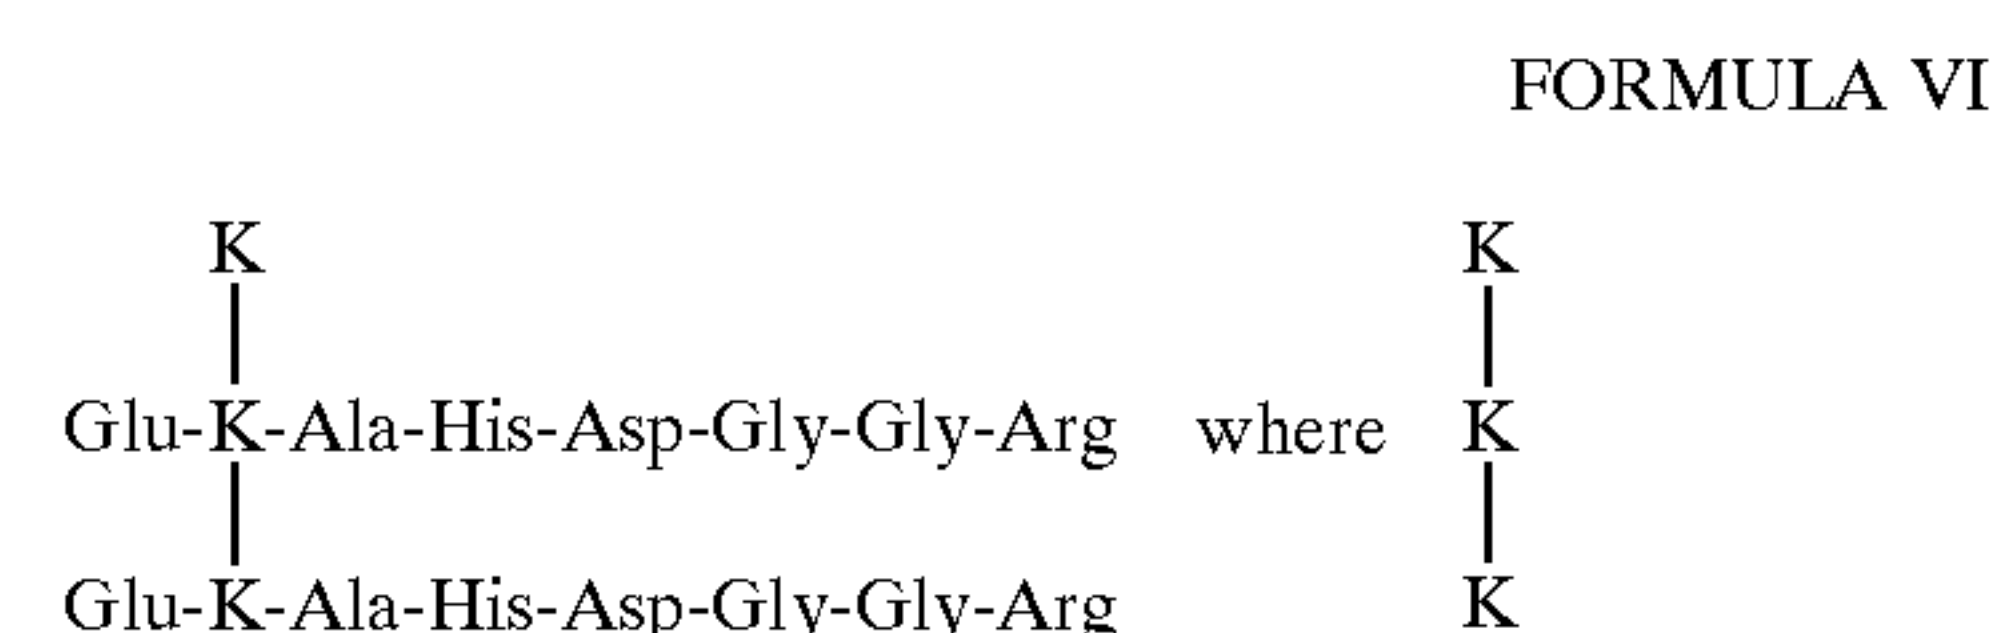 FORMULA VI
K K
Glu-K-Ala-His-Asp-Gly-Gly-Arg where K
Glu-K-Ala-His-Asp-Gly-Gly-Arg K